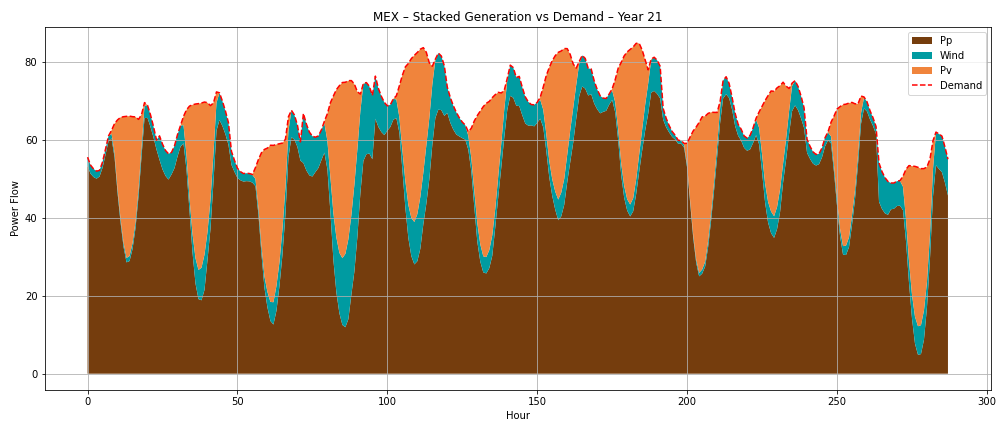 MEX – Stacked Generation vs Demand – Year 21
Power Flow
80
60
40
20
0
0 50 100 150 200 250 300
Hour
Pp
Wind
Pv
Demand